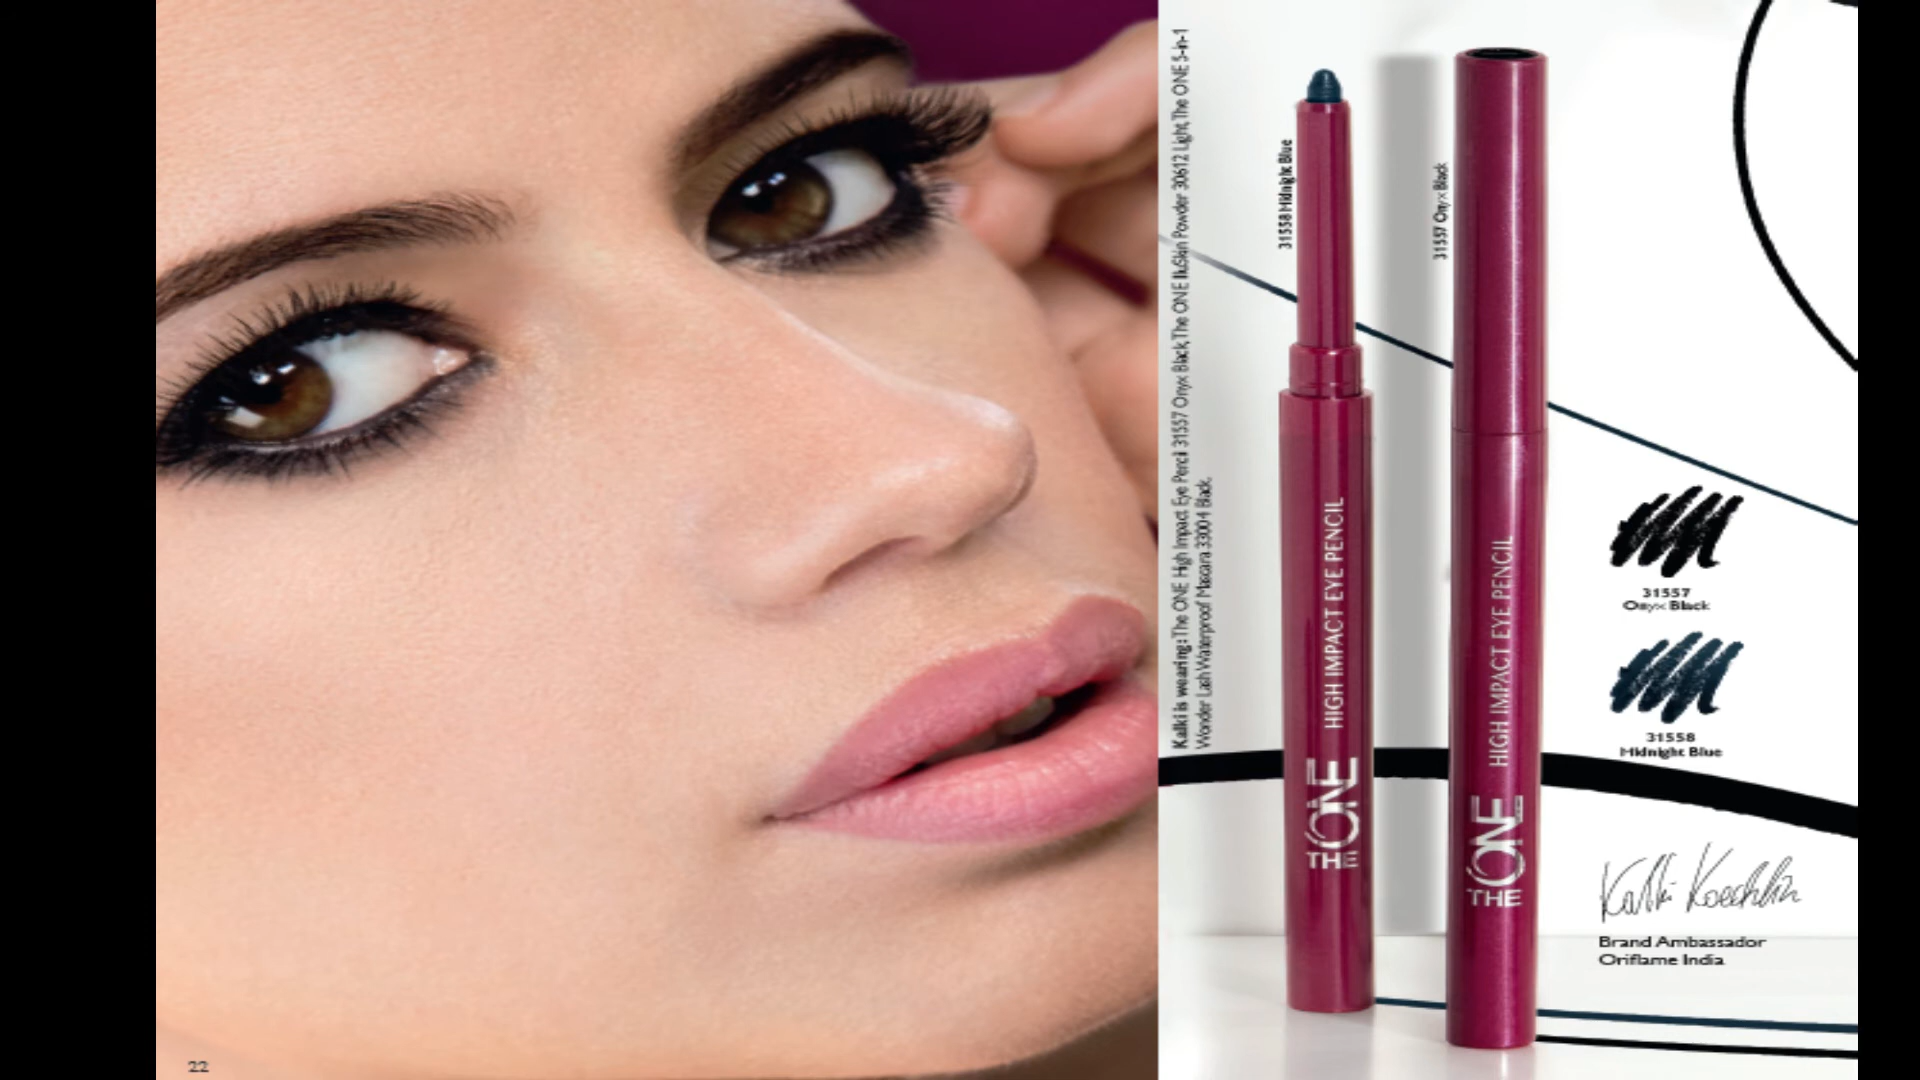 Kalki is wearing: The ONE High Impact Eye Pencil 31557 Onyx Black, The ONE IlluSkin Powder 30612 Light, The ONE 5-in-1
Wonder Lash Waterproof Mascara 33004 Black.
31558 Midnight Blue
31557 Onyx Black
HIGH IMPACT EYE PENCIL
THE ONE
HIGH IMPACT EYE PENCIL
THE ONE
31557
Onyx Black
31558
Midnight Blue
Kalki Koechlin
Brand Ambassador
Oriflame India
22